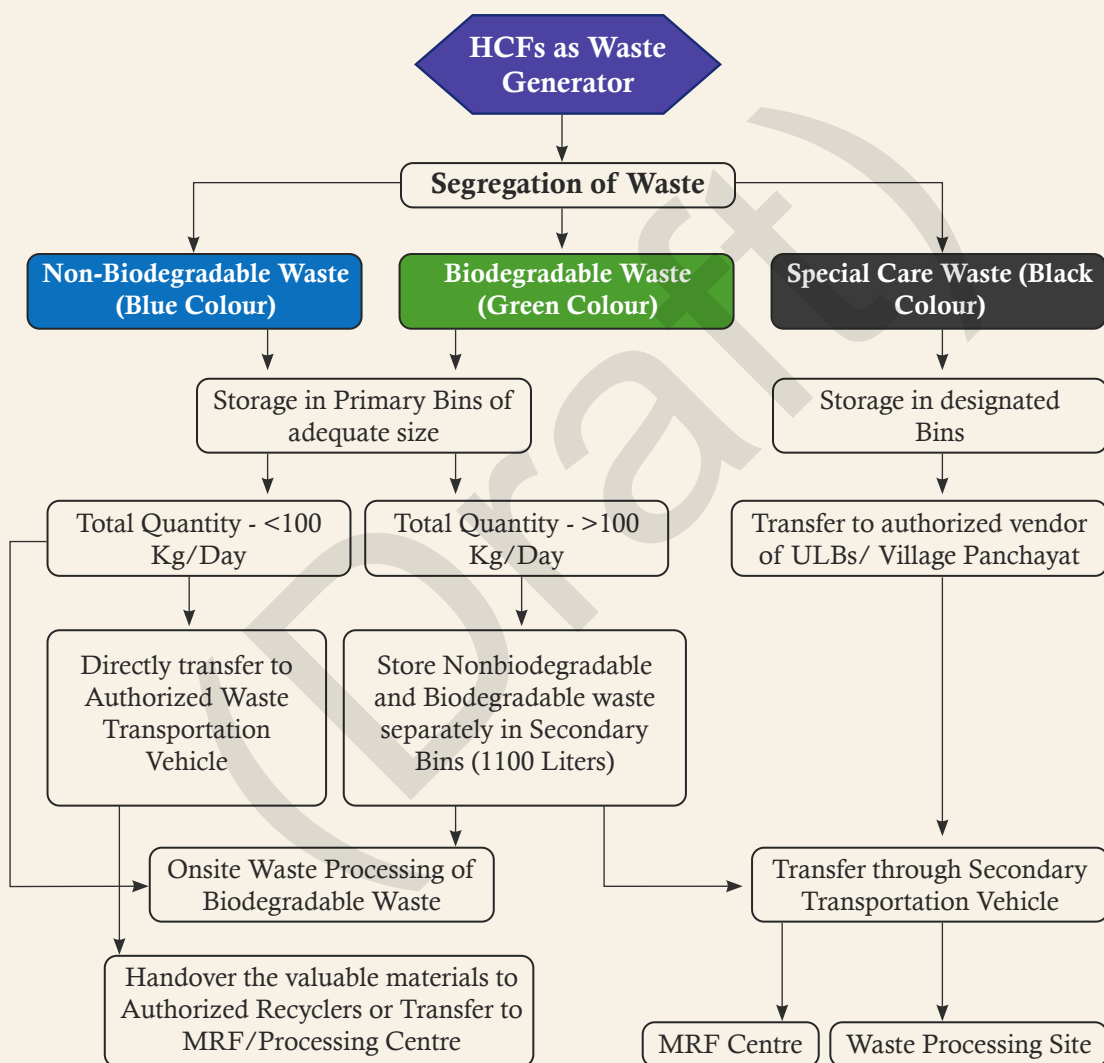 HCFs as Waste
Generator
Segregation of Waste
Non-Biodegradable Waste
(Blue Colour)
Biodegradable Waste
(Green Colour)
Special Care Waste (Black
Colour)
Storage in Primary Bins of
adequate size
Storage in designated
Bins
Total Quantity - <100
Kg/Day
Total Quantity - >100
Kg/Day
Transfer to authorized vendor
of ULBs/ Village Panchayat
Directly transfer to
Authorized Waste
Transportation
Vehicle
Store Nonbiodegradable
and Biodegradable waste
separately in Secondary
Bins (1100 Liters)
Onsite Waste Processing of
Biodegradable Waste
Transfer through Secondary
Transportation Vehicle
Handover the valuable materials to
Authorized Recyclers or Transfer to
MRF/Processing Centre
MRF Centre
Waste Processing Site
(Draft)